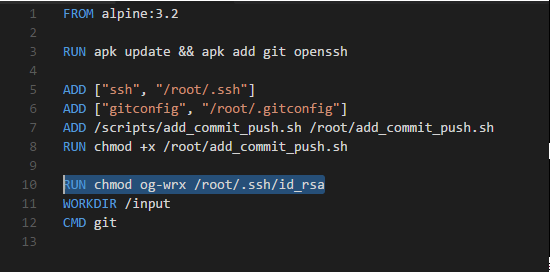 1 FROM alpine:3.2
2
3 RUN apk update && apk add git openssh
4
5 ADD ["ssh", "/root/.ssh"]
6 ADD ["gitconfig", "/root/.gitconfig"]
7 ADD /scripts/add_commit_push.sh /root/add_commit_push.sh
8 RUN chmod +x /root/add_commit_push.sh
9
10 RUN chmod og-wrx /root/.ssh/id_rsa
11 WORKDIR /input
12 CMD git
13